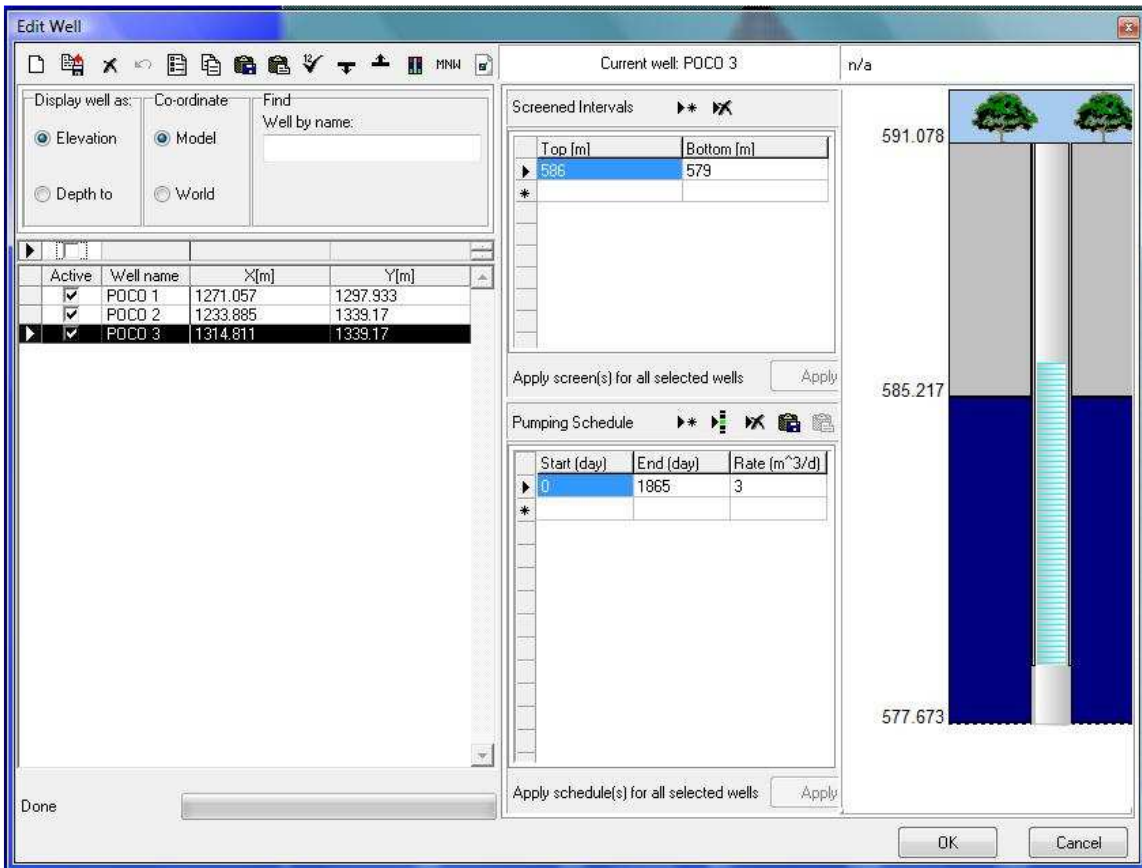 Edit Well
MNW
Current well: POCO 3
n/a
Display well as:
Elevation
Depth to
Co-ordinate
Model
World
Find
Well by name:
Active Well name X[m] Y[m]
POCO 1 1271.057 1297.933
POCO 2 1233.885 1339.17
POCO 3 1314.811 1339.17
Done
Screened Intervals
Top [m] Bottom [m]
586 579
Apply screen(s) for all selected wells Apply
Pumping Schedule
Start (day) End (day) Rate (m^3/d)
0 1865 3
Apply schedule(s) for all selected wells Apply
591.078
585.217
577.673
OK Cancel